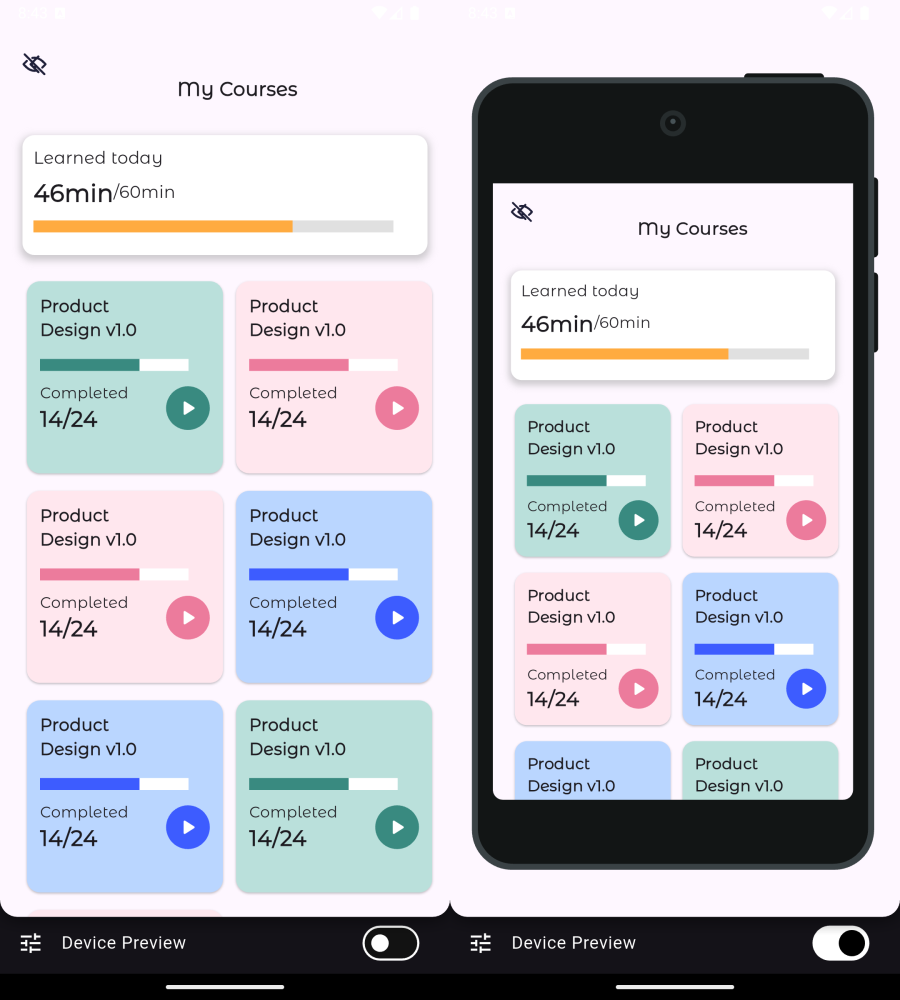 My Courses
Learned today
46min/60min
Product
Design v1.0
Completed
14/24
Product
Design v1.0
Completed
14/24
Product
Design v1.0
Completed
14/24
Product
Design v1.0
Completed
14/24
Product
Design v1.0
Completed
14/24
Product
Design v1.0
Completed
14/24
Device Preview
My Courses
Learned today
46min/60min
Product
Design v1.0
Completed
14/24
Product
Design v1.0
Completed
14/24
Product
Design v1.0
Completed
14/24
Product
Design v1.0
Completed
14/24
Product
Design v1.0
Product
Design v1.0
Device Preview